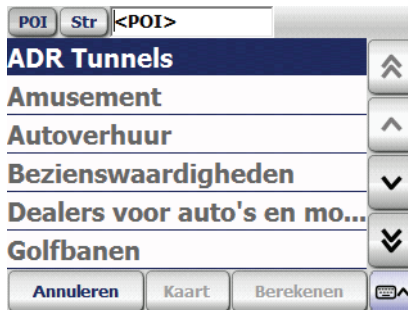 POI Str <POI>
ADR Tunnels
Amusement
Autoverhuur
Bezienswaardigheden
Dealers voor auto's en mo...
Golfbanen
Annuleren Kaart Berekenen